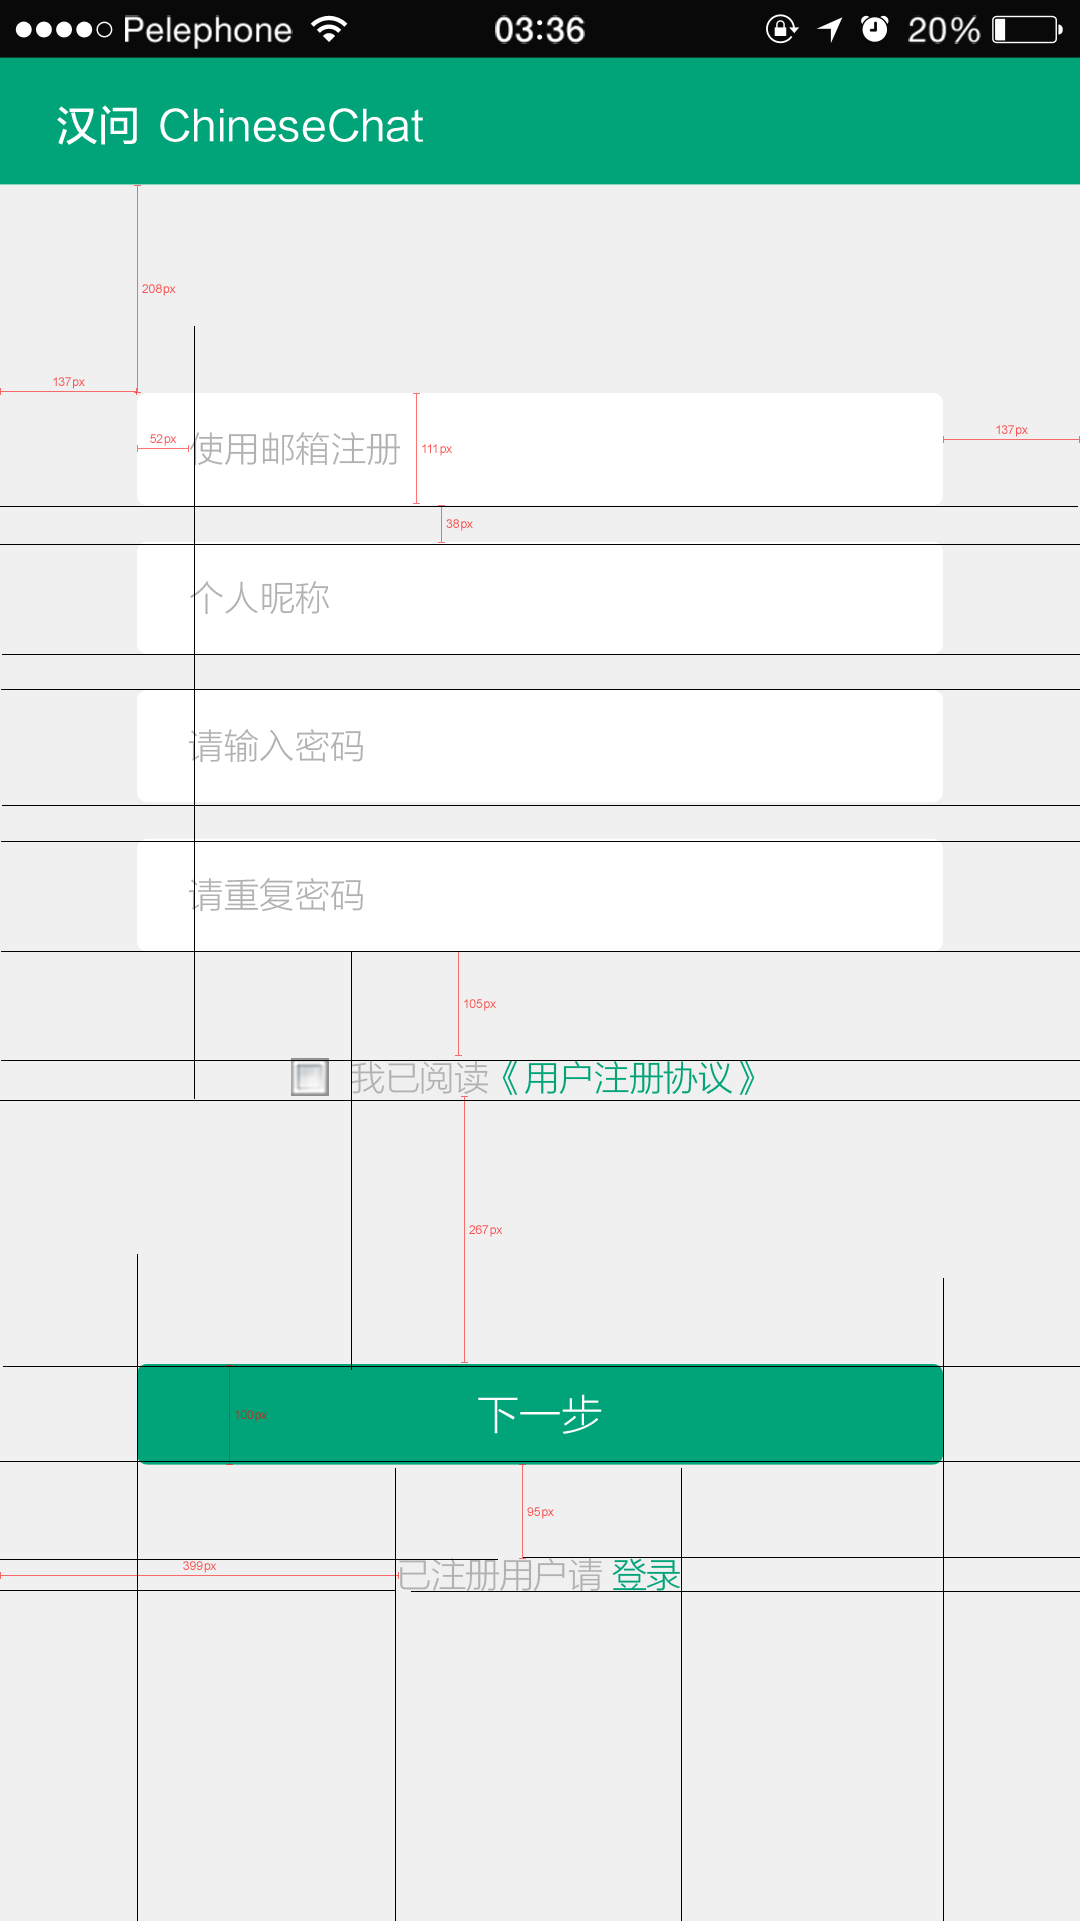 Pelephone 03:36 20%
汉问 ChineseChat
208px
137px
137px
52px
使用邮箱注册
111px
38px
个人昵称
请输入密码
请重复密码
105px
我已阅读《用户注册协议》
267px
下一步
100px
95px
399px
已注册用户请 登录